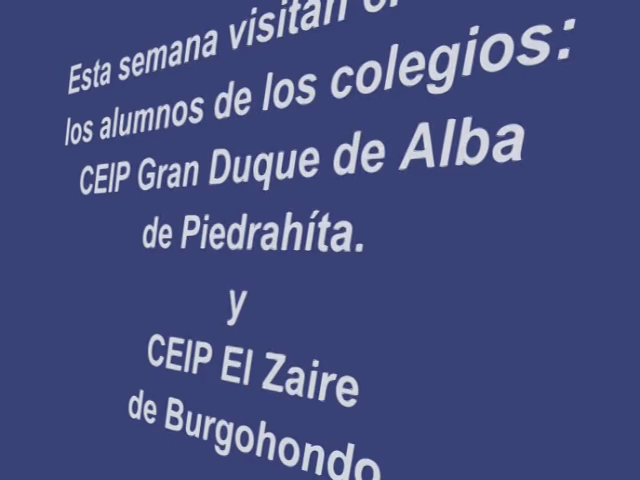 Esta semana visitan
los alumnos de los colegios:
CEIP Gran Duque de Alba
de Piedrahíta.
y
CEIP El Zaire
de Burgohondo